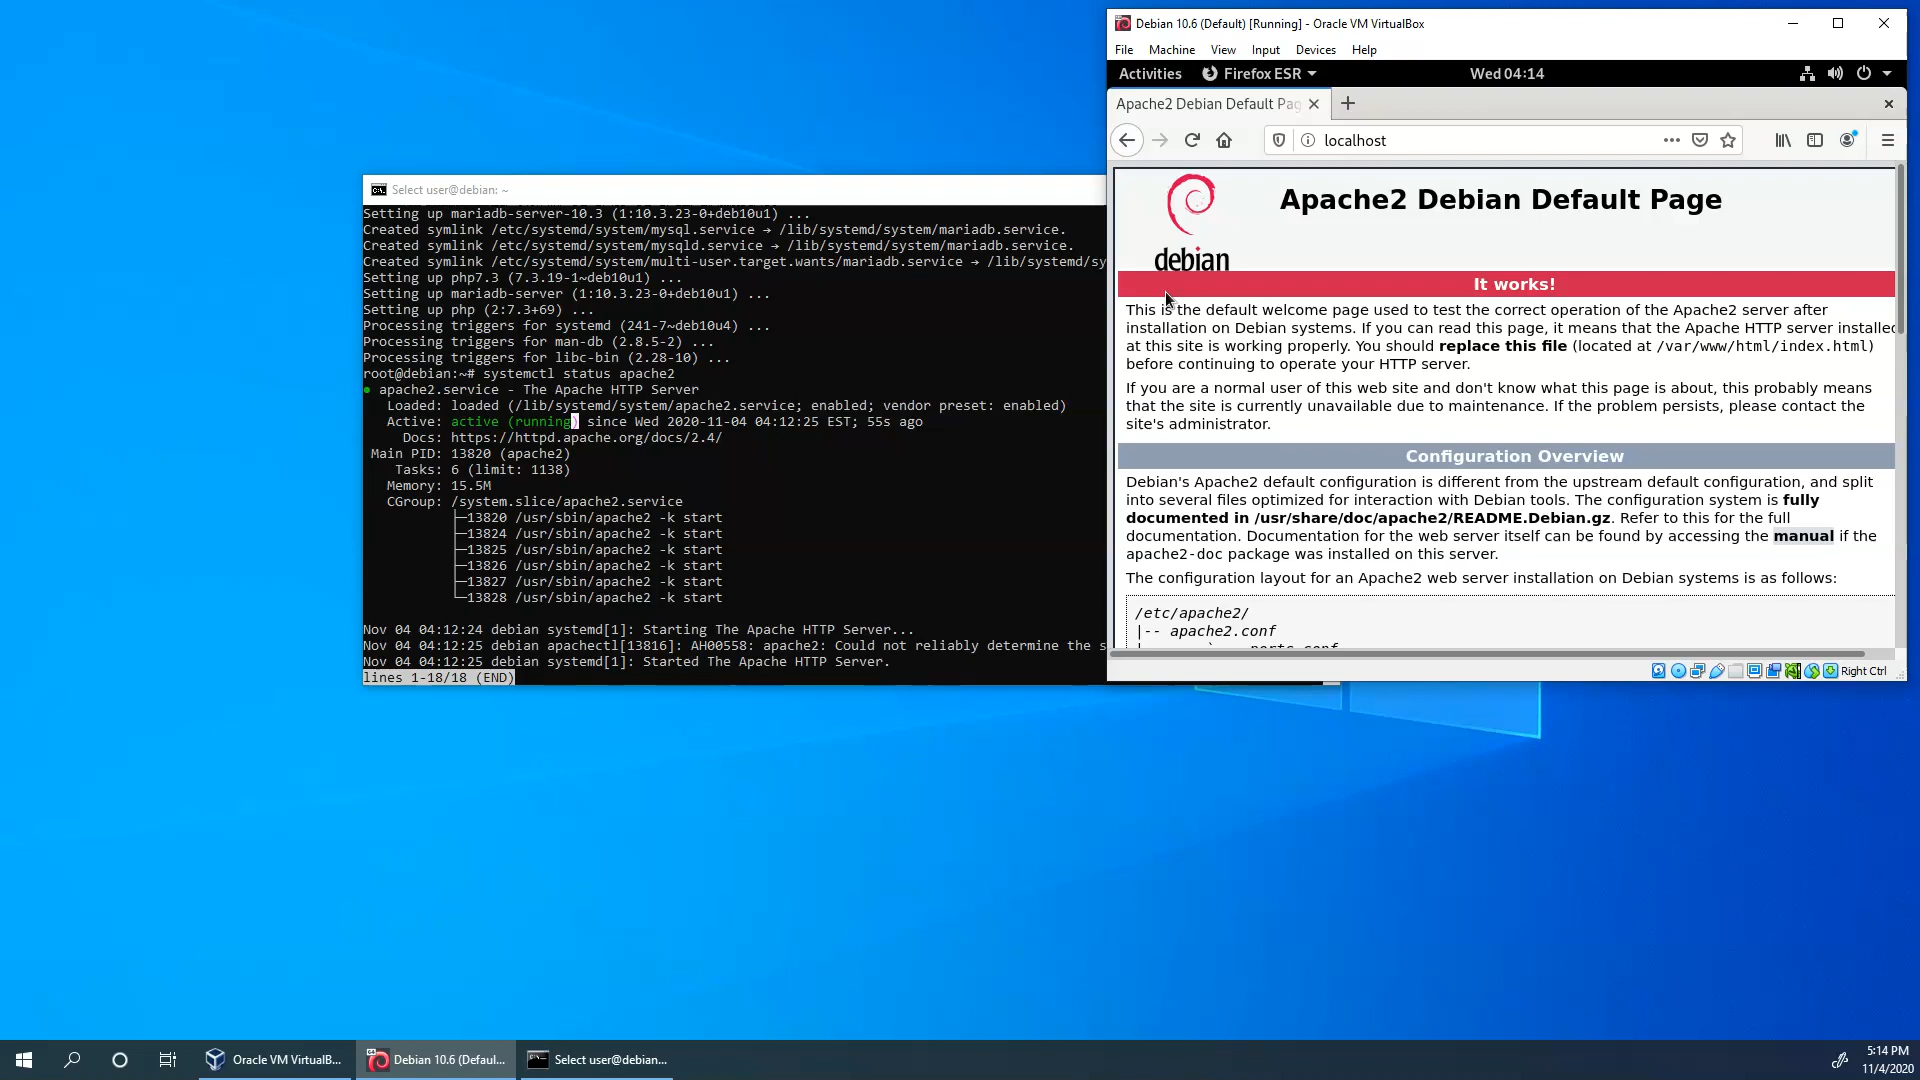 Debian 10.6 (Default) [Running] - Oracle VM VirtualBox
File Machine View Input Devices Help
Activities Firefox ESR Wed 04:14
Apache2 Debian Default Pag
localhost
debian
Apache2 Debian Default Page
It works!
This is the default welcome page used to test the correct operation of the Apache2 server after
installation on Debian systems. If you can read this page, it means that the Apache HTTP server installed
at this site is working properly. You should replace this file (located at /var/www/html/index.html)
before continuing to operate your HTTP server.
If you are a normal user of this web site and don't know what this page is about, this probably means
that the site is currently unavailable due to maintenance. If the problem persists, please contact the
site's administrator.
Configuration Overview
Debian's Apache2 default configuration is different from the upstream default configuration, and split
into several files optimized for interaction with Debian tools. The configuration system is fully
documented in /usr/share/doc/apache2/README.Debian.gz. Refer to this for the full
documentation. Documentation for the web server itself can be found by accessing the manual if the
apache2-doc package was installed on this server.
The configuration layout for an Apache2 web server installation on Debian systems is as follows:
/etc/apache2/
|-- apache2.conf
|       `--  ports.conf
Right Ctrl
Select user@debian: ~
Setting up mariadb-server-10.3 (1:10.3.23-0+deb10u1) ...
Created symlink /etc/systemd/system/mysql.service → /lib/systemd/system/mariadb.service.
Created symlink /etc/systemd/system/mysqld.service → /lib/systemd/system/mariadb.service.
Created symlink /etc/systemd/system/multi-user.target.wants/mariadb.service → /lib/systemd/sy
Setting up php7.3 (7.3.19-1~deb10u1) ...
Setting up mariadb-server (1:10.3.23-0+deb10u1) ...
Setting up php (2:7.3+69) ...
Processing triggers for systemd (241-7~deb10u4) ...
Processing triggers for man-db (2.8.5-2) ...
Processing triggers for libc-bin (2.28-10) ...
root@debian:~# systemctl status apache2
● apache2.service - The Apache HTTP Server
Loaded: loaded (/lib/systemd/system/apache2.service; enabled; vendor preset: enabled)
Active: active (running) since Wed 2020-11-04 04:12:25 EST; 55s ago
Docs: https://httpd.apache.org/docs/2.4/
Main PID: 13820 (apache2)
Tasks: 6 (limit: 1138)
Memory: 15.5M
CGroup: /system.slice/apache2.service
├─13820 /usr/sbin/apache2 -k start
├─13824 /usr/sbin/apache2 -k start
├─13825 /usr/sbin/apache2 -k start
├─13826 /usr/sbin/apache2 -k start
├─13827 /usr/sbin/apache2 -k start
└─13828 /usr/sbin/apache2 -k start
Nov 04 04:12:24 debian systemd[1]: Starting The Apache HTTP Server...
Nov 04 04:12:25 debian apachectl[13816]: AH00558: apache2: Could not reliably determine the s
Nov 04 04:12:25 debian systemd[1]: Started The Apache HTTP Server.
lines 1-18/18 (END)
Oracle VM VirtualB... Debian 10.6 (Defaul... Select user@debian...
5:14 PM
11/4/2020